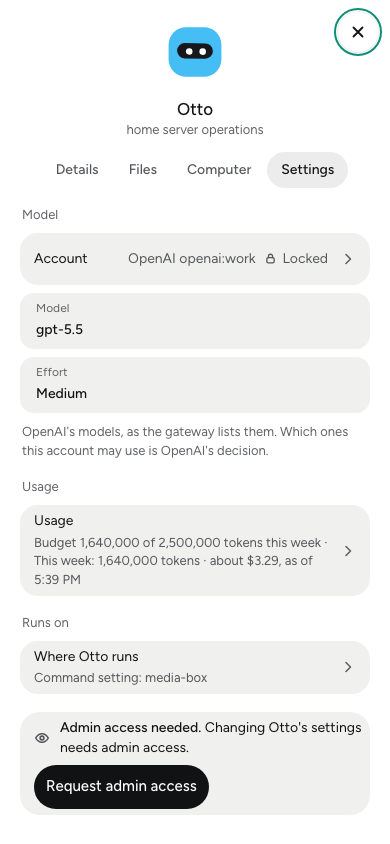 Otto
home server operations
Details Files Computer Settings
Model
Account OpenAI openai:work Locked
Model
gpt-5.5
Effort
Medium
OpenAI's models, as the gateway lists them. Which ones
this account may use is OpenAI's decision.
Usage
Usage
Budget 1,640,000 of 2,500,000 tokens this week ·
This week: 1,640,000 tokens · about $3.29, as of
5:39 PM
Runs on
Where Otto runs
Command setting: media-box
Admin access needed. Changing Otto's settings
needs admin access.
Request admin access